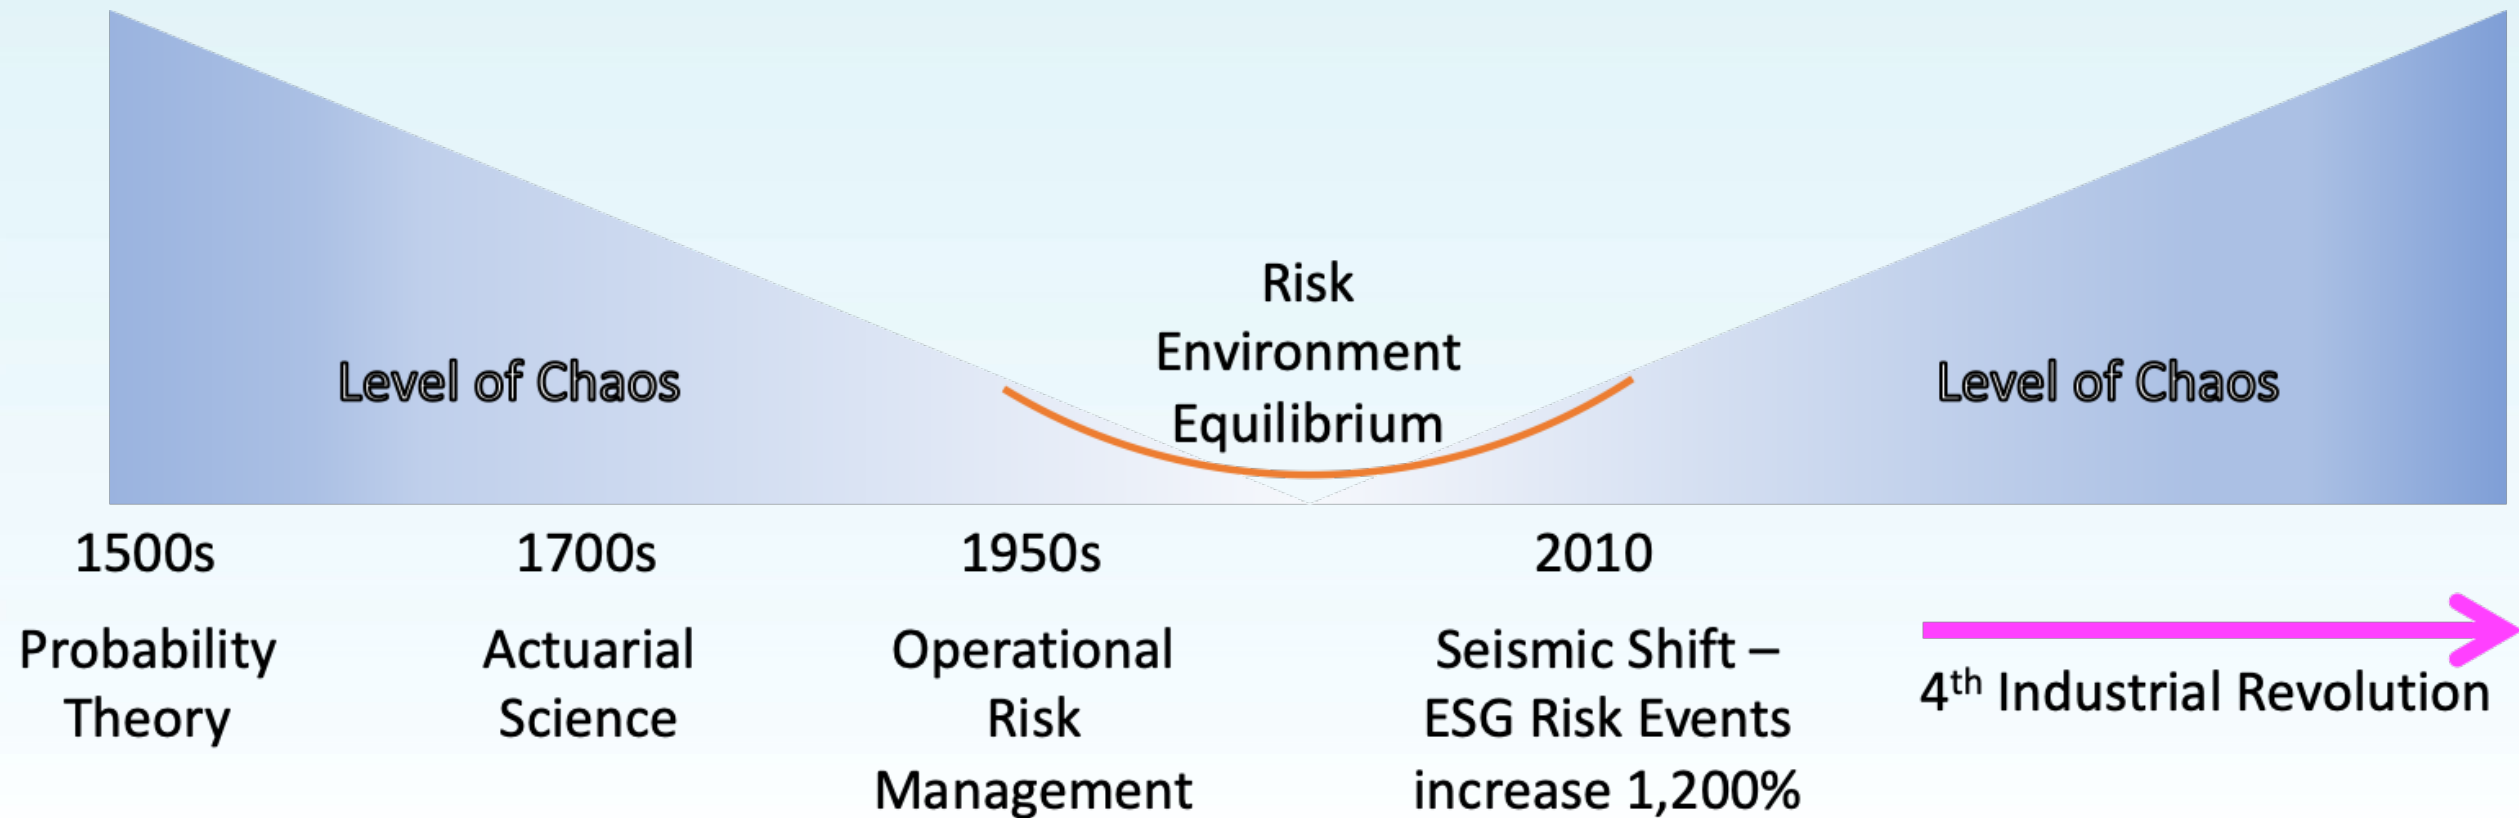 Risk
Environment
Equilibrium
Level of Chaos
Level of Chaos
1500s
Probability
Theory
1700s
Actuarial
Science
1950s
Operational
Risk
Management
2010
Seismic Shift –
ESG Risk Events
increase 1,200%
4th Industrial Revolution